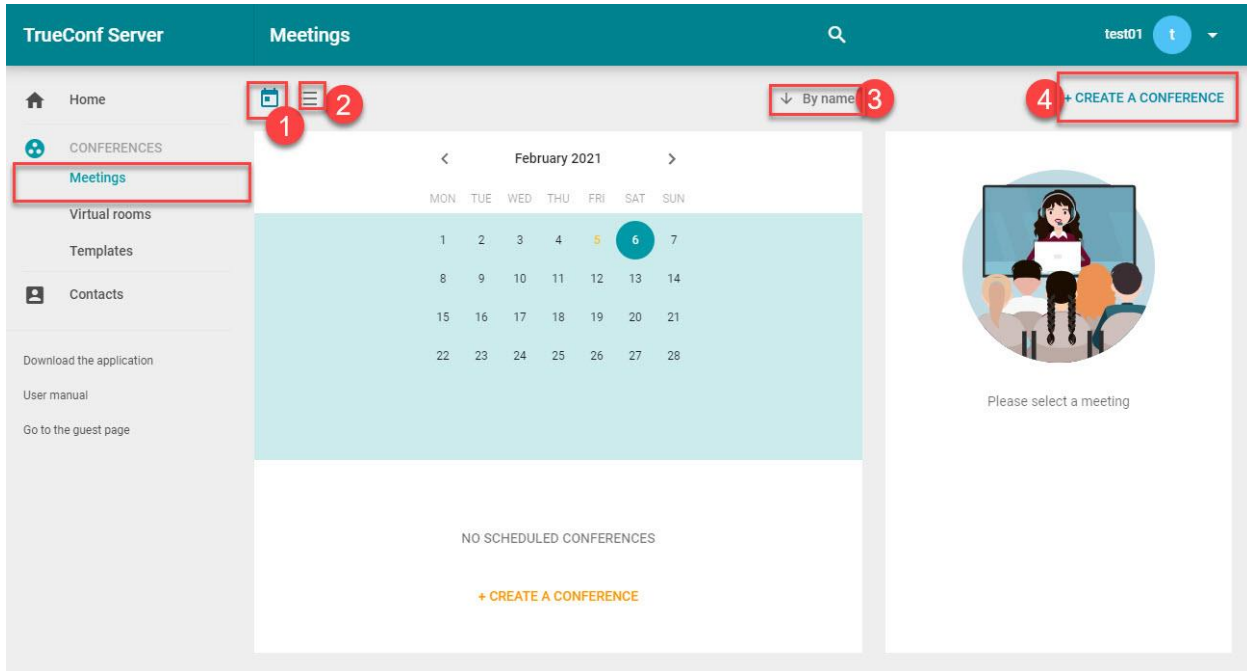 TrueConf Server
Meetings
test01 t
Home
CONFERENCES
Meetings
Virtual rooms
Templates
Contacts
Download the application
User manual
Go to the guest page
1
2
By name 3
4 + CREATE A CONFERENCE
February 2021
MON TUE WED THU FRI SAT SUN
1 2 3 4 5 6 7
8 9 10 11 12 13 14
15 16 17 18 19 20 21
22 23 24 25 26 27 28
NO SCHEDULED CONFERENCES
+ CREATE A CONFERENCE
Please select a meeting